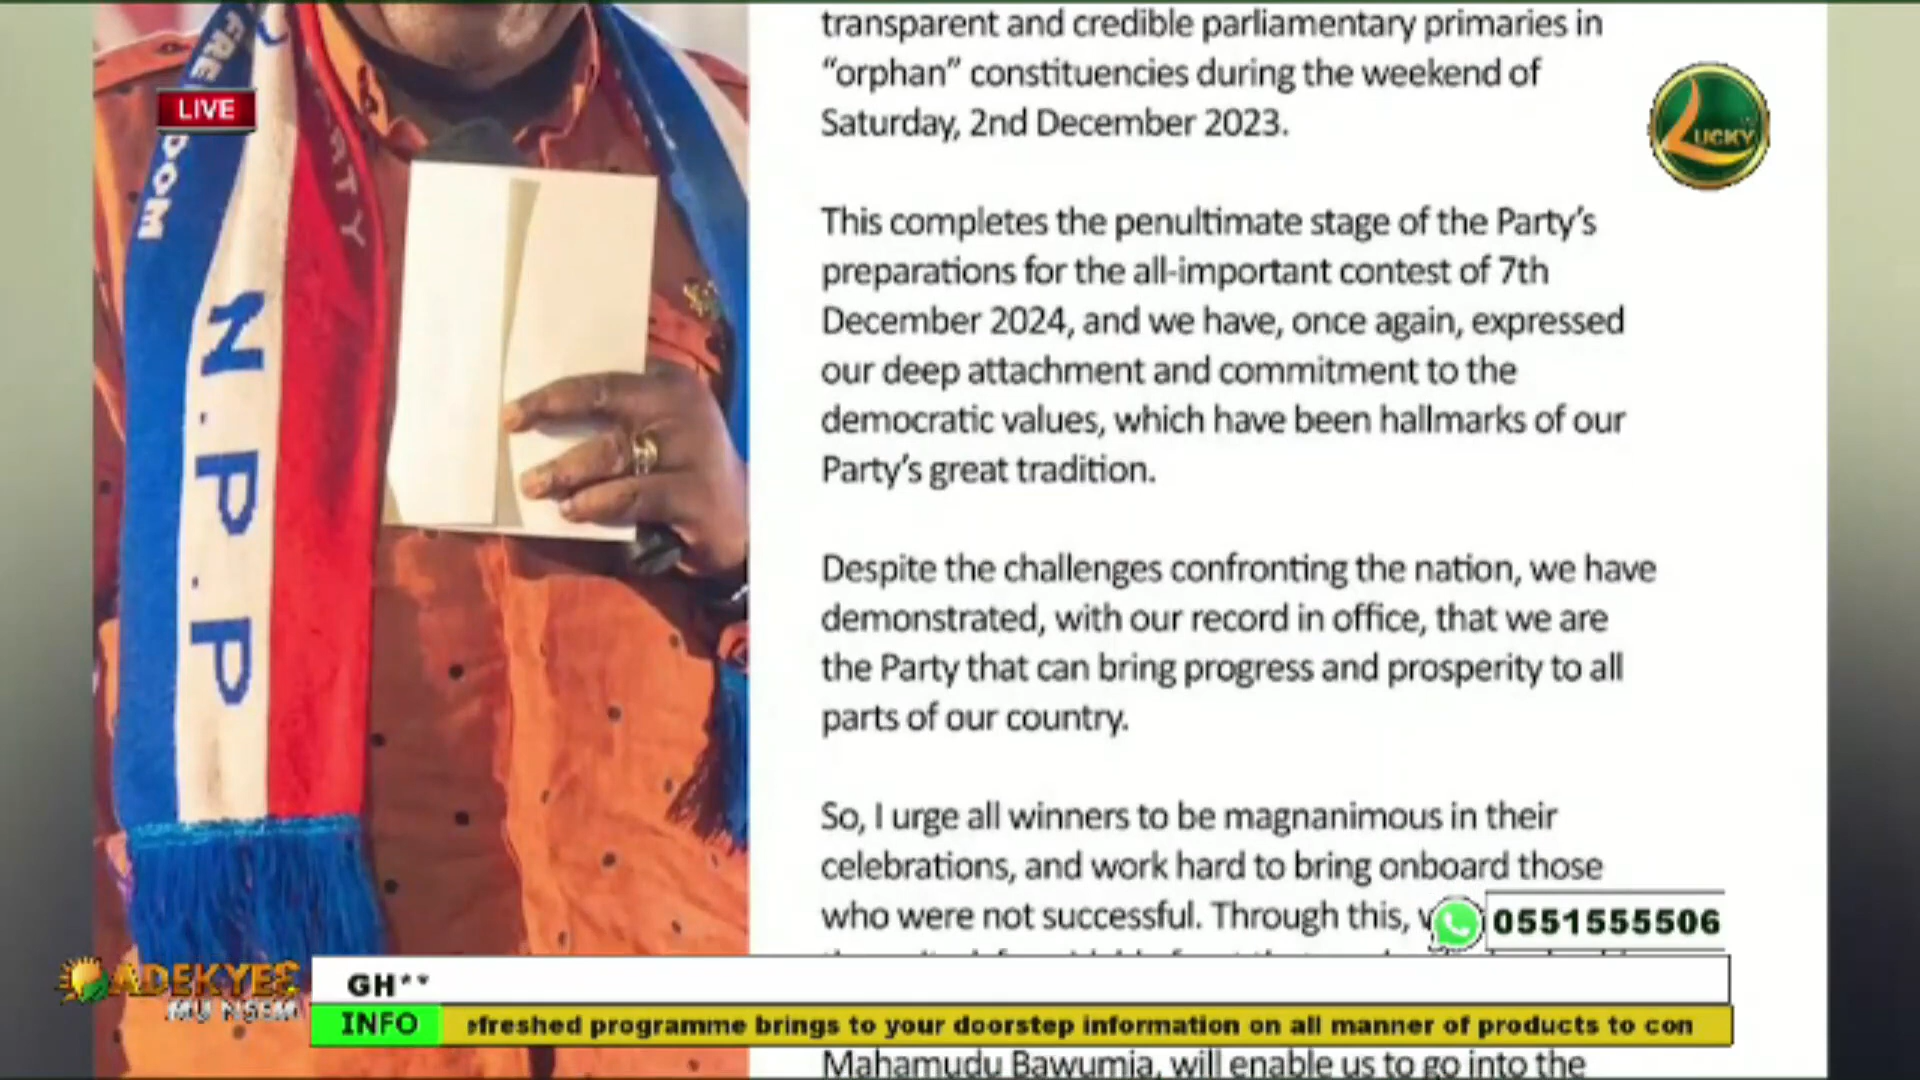 FREE
DOM
RTY
N.P.P
LIVE
LUCKY
transparent and credible parliamentary primaries in
“orphan” constituencies during the weekend of
Saturday, 2nd December 2023.
This completes the penultimate stage of the Party’s
preparations for the all-important contest of 7th
December 2024, and we have, once again, expressed
our deep attachment and commitment to the
democratic values, which have been hallmarks of our
Party’s great tradition.
Despite the challenges confronting the nation, we have
demonstrated, with our record in office, that we are
the Party that can bring progress and prosperity to all
parts of our country.
So, I urge all winners to be magnanimous in their
celebrations, and work hard to bring onboard those
who were not successful. Through this,
0551555506
ADEKYEƐ
MU NSEM
GH**
INFO
efreshed programme brings to your doorstep information on all manner of products to con
Mahamudu Bawumia, will enable us to go into the